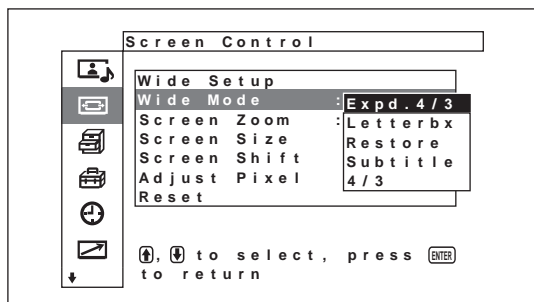 Screen Control
Wide Setup
Wide Mode : Expd.4/3
Screen Zoom : Letterbx
Screen Size Restore
Screen Shift Subtitle
Adjust Pixel 4/3
Reset
, to select, press ENTER
to return